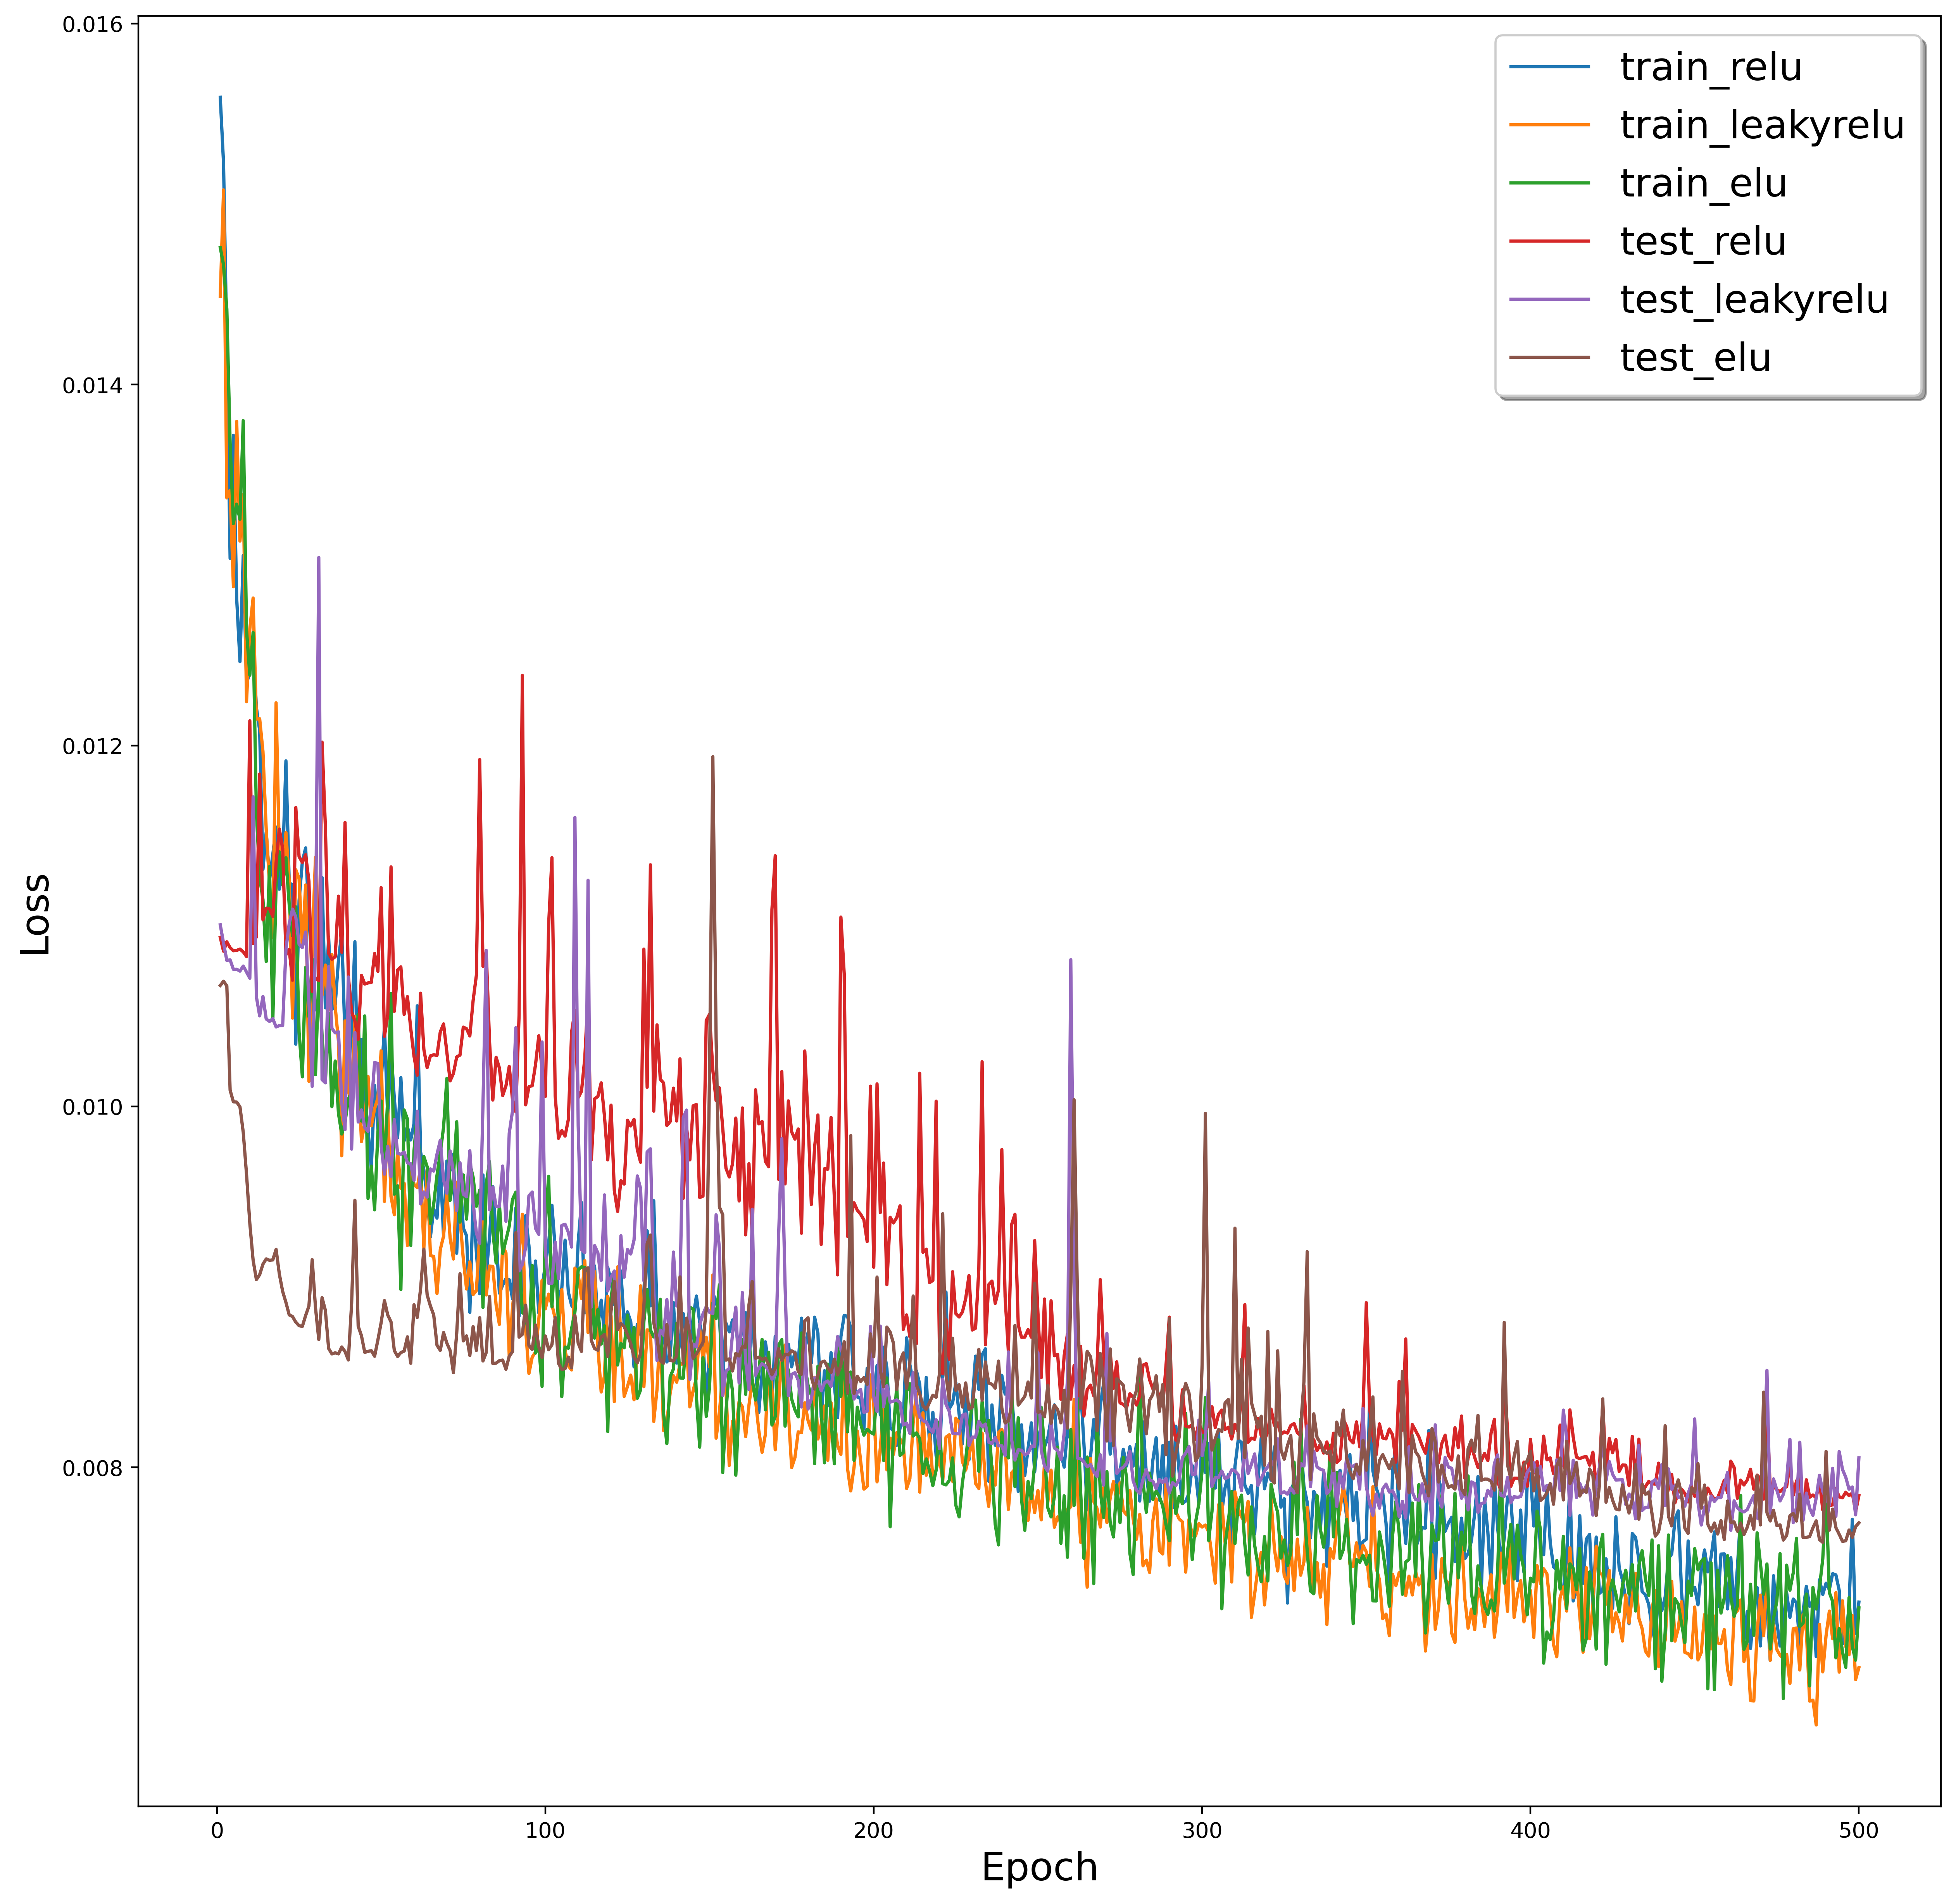 0.016
0.014
0.012
0.010
0.008
Loss
train_relu
train_leakyrelu
train_elu
test_relu
test_leakyrelu
test_elu
0 100 200 300 400 500
Epoch